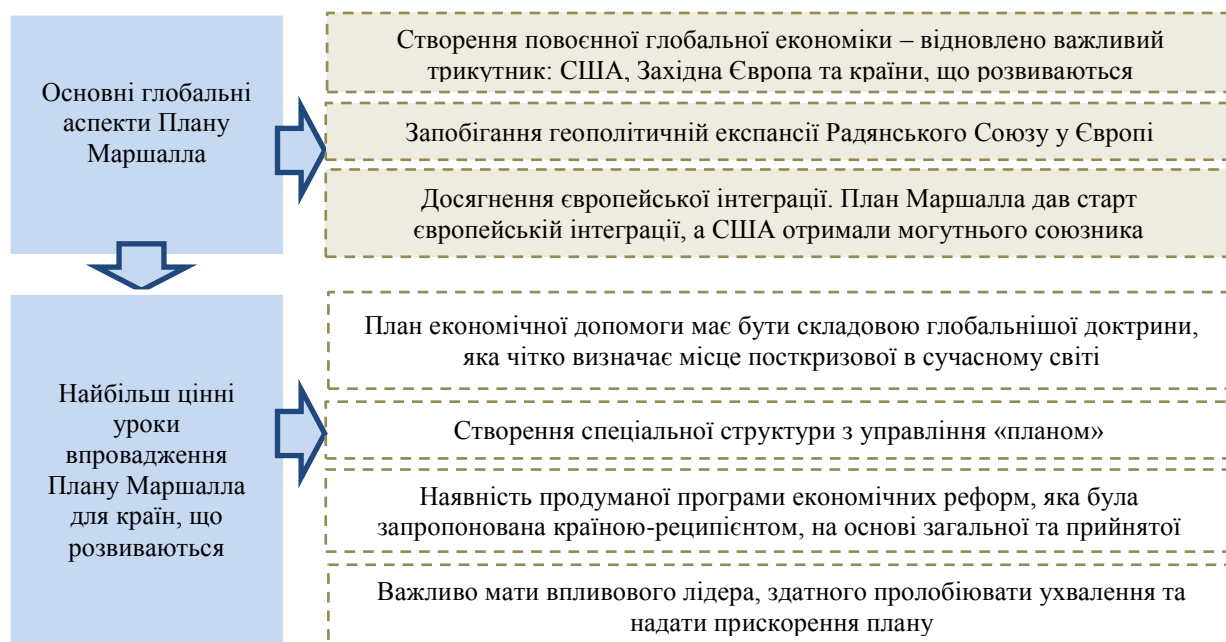 Основні глобальні
аспекти Плану
Маршалла
Створення повоєнної глобальної економіки – відновлено важливий
трикутник: США, Західна Європа та країни, що розвиваються
Запобігання геополітичній експансії Радянського Союзу у Європі
Досягнення європейської інтеграції. План Маршалла дав старт
європейській інтеграції, а США отримали могутнього союзника
Найбільш цінні
уроки
впровадження
Плану Маршалла
для країн, що
розвиваються
План економічної допомоги має бути складовою глобальнішої доктрини,
яка чітко визначає місце посткризової в сучасному світі
Створення спеціальної структури з управління «планом»
Наявність продуманої програми економічних реформ, яка була
запропонована країною-реципієнтом, на основі загальної та прийнятої
Важливо мати впливового лідера, здатного пролобіювати ухвалення та
надати прискорення плану